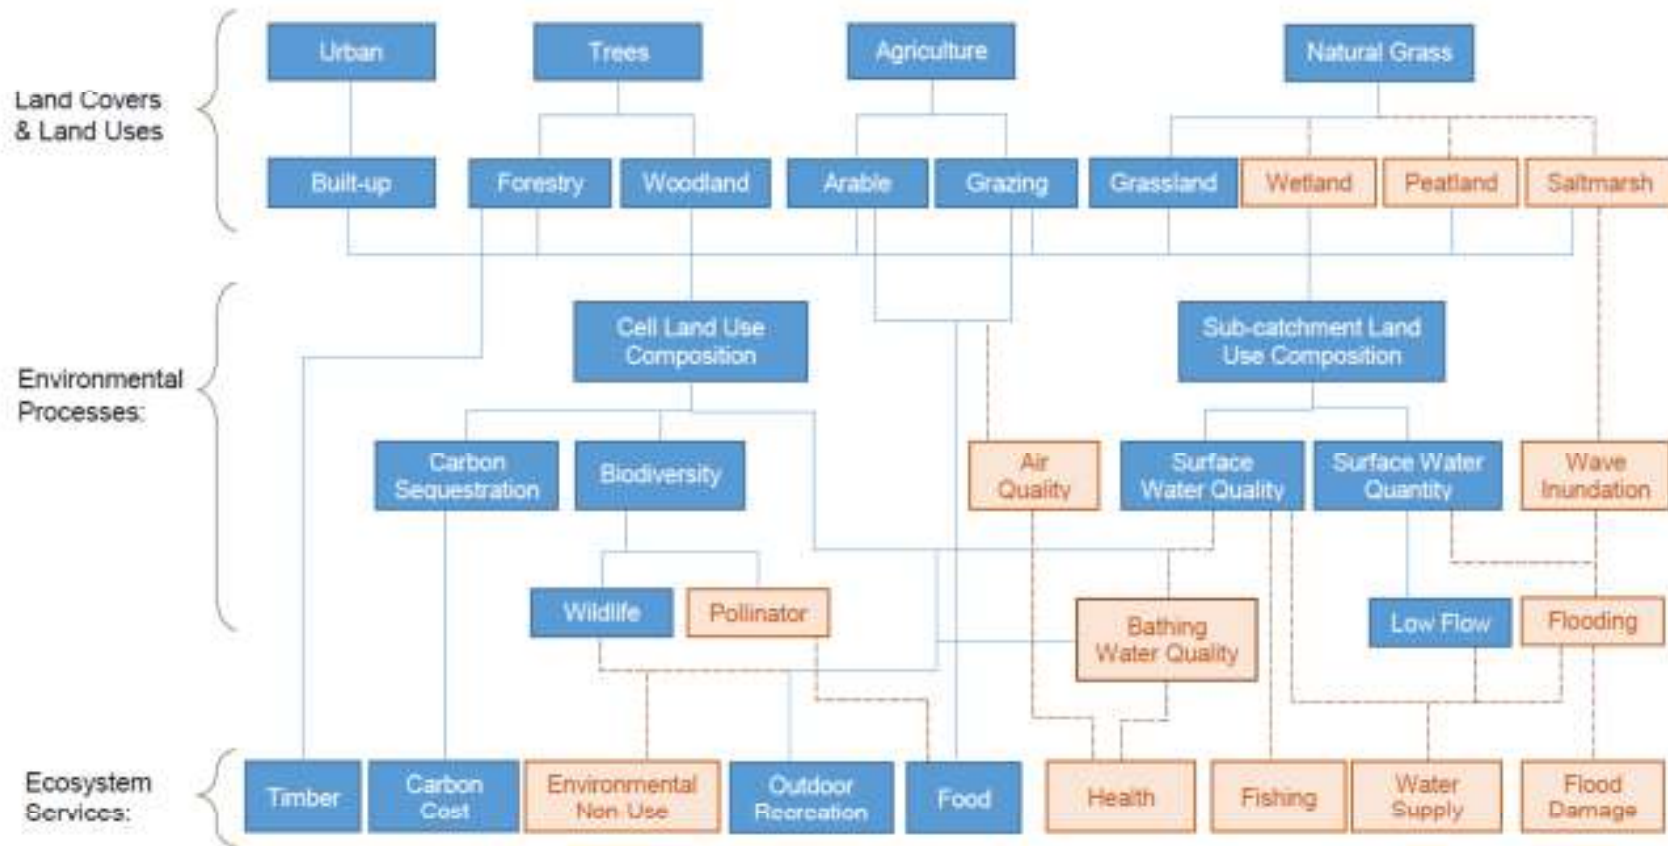 Urban
Trees
Agriculture
Natural Grass
Land Covers
& Land Uses
Built-up
Forestry
Woodland
Arable
Grazing
Grassland
Wetland
Peatland
Saltmarsh
Cell Land Use
Composition
Sub-catchment Land
Use Composition
Environmental
Processes:
Carbon
Sequestration
Biodiversity
Air
Quality
Surface
Water Quality
Surface Water
Quantity
Wave
Inundation
Wildlife
Pollinator
Bathing
Water Quality
Low Flow
Flooding
Ecosystem
Services:
Timber
Carbon
Cost
Environmental
Non Use
Outdoor
Recreation
Food
Health
Fishing
Water
Supply
Flood
Damage